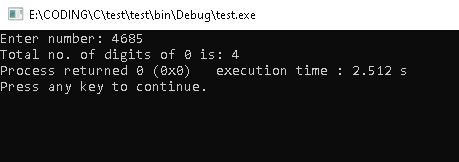 E:\CODING\C\test\test\bin\Debug\test.exe
Enter number: 4685
Total no. of digits of 0 is: 4
Process returned 0 (0x0)   execution time : 2.512 s
Press any key to continue.